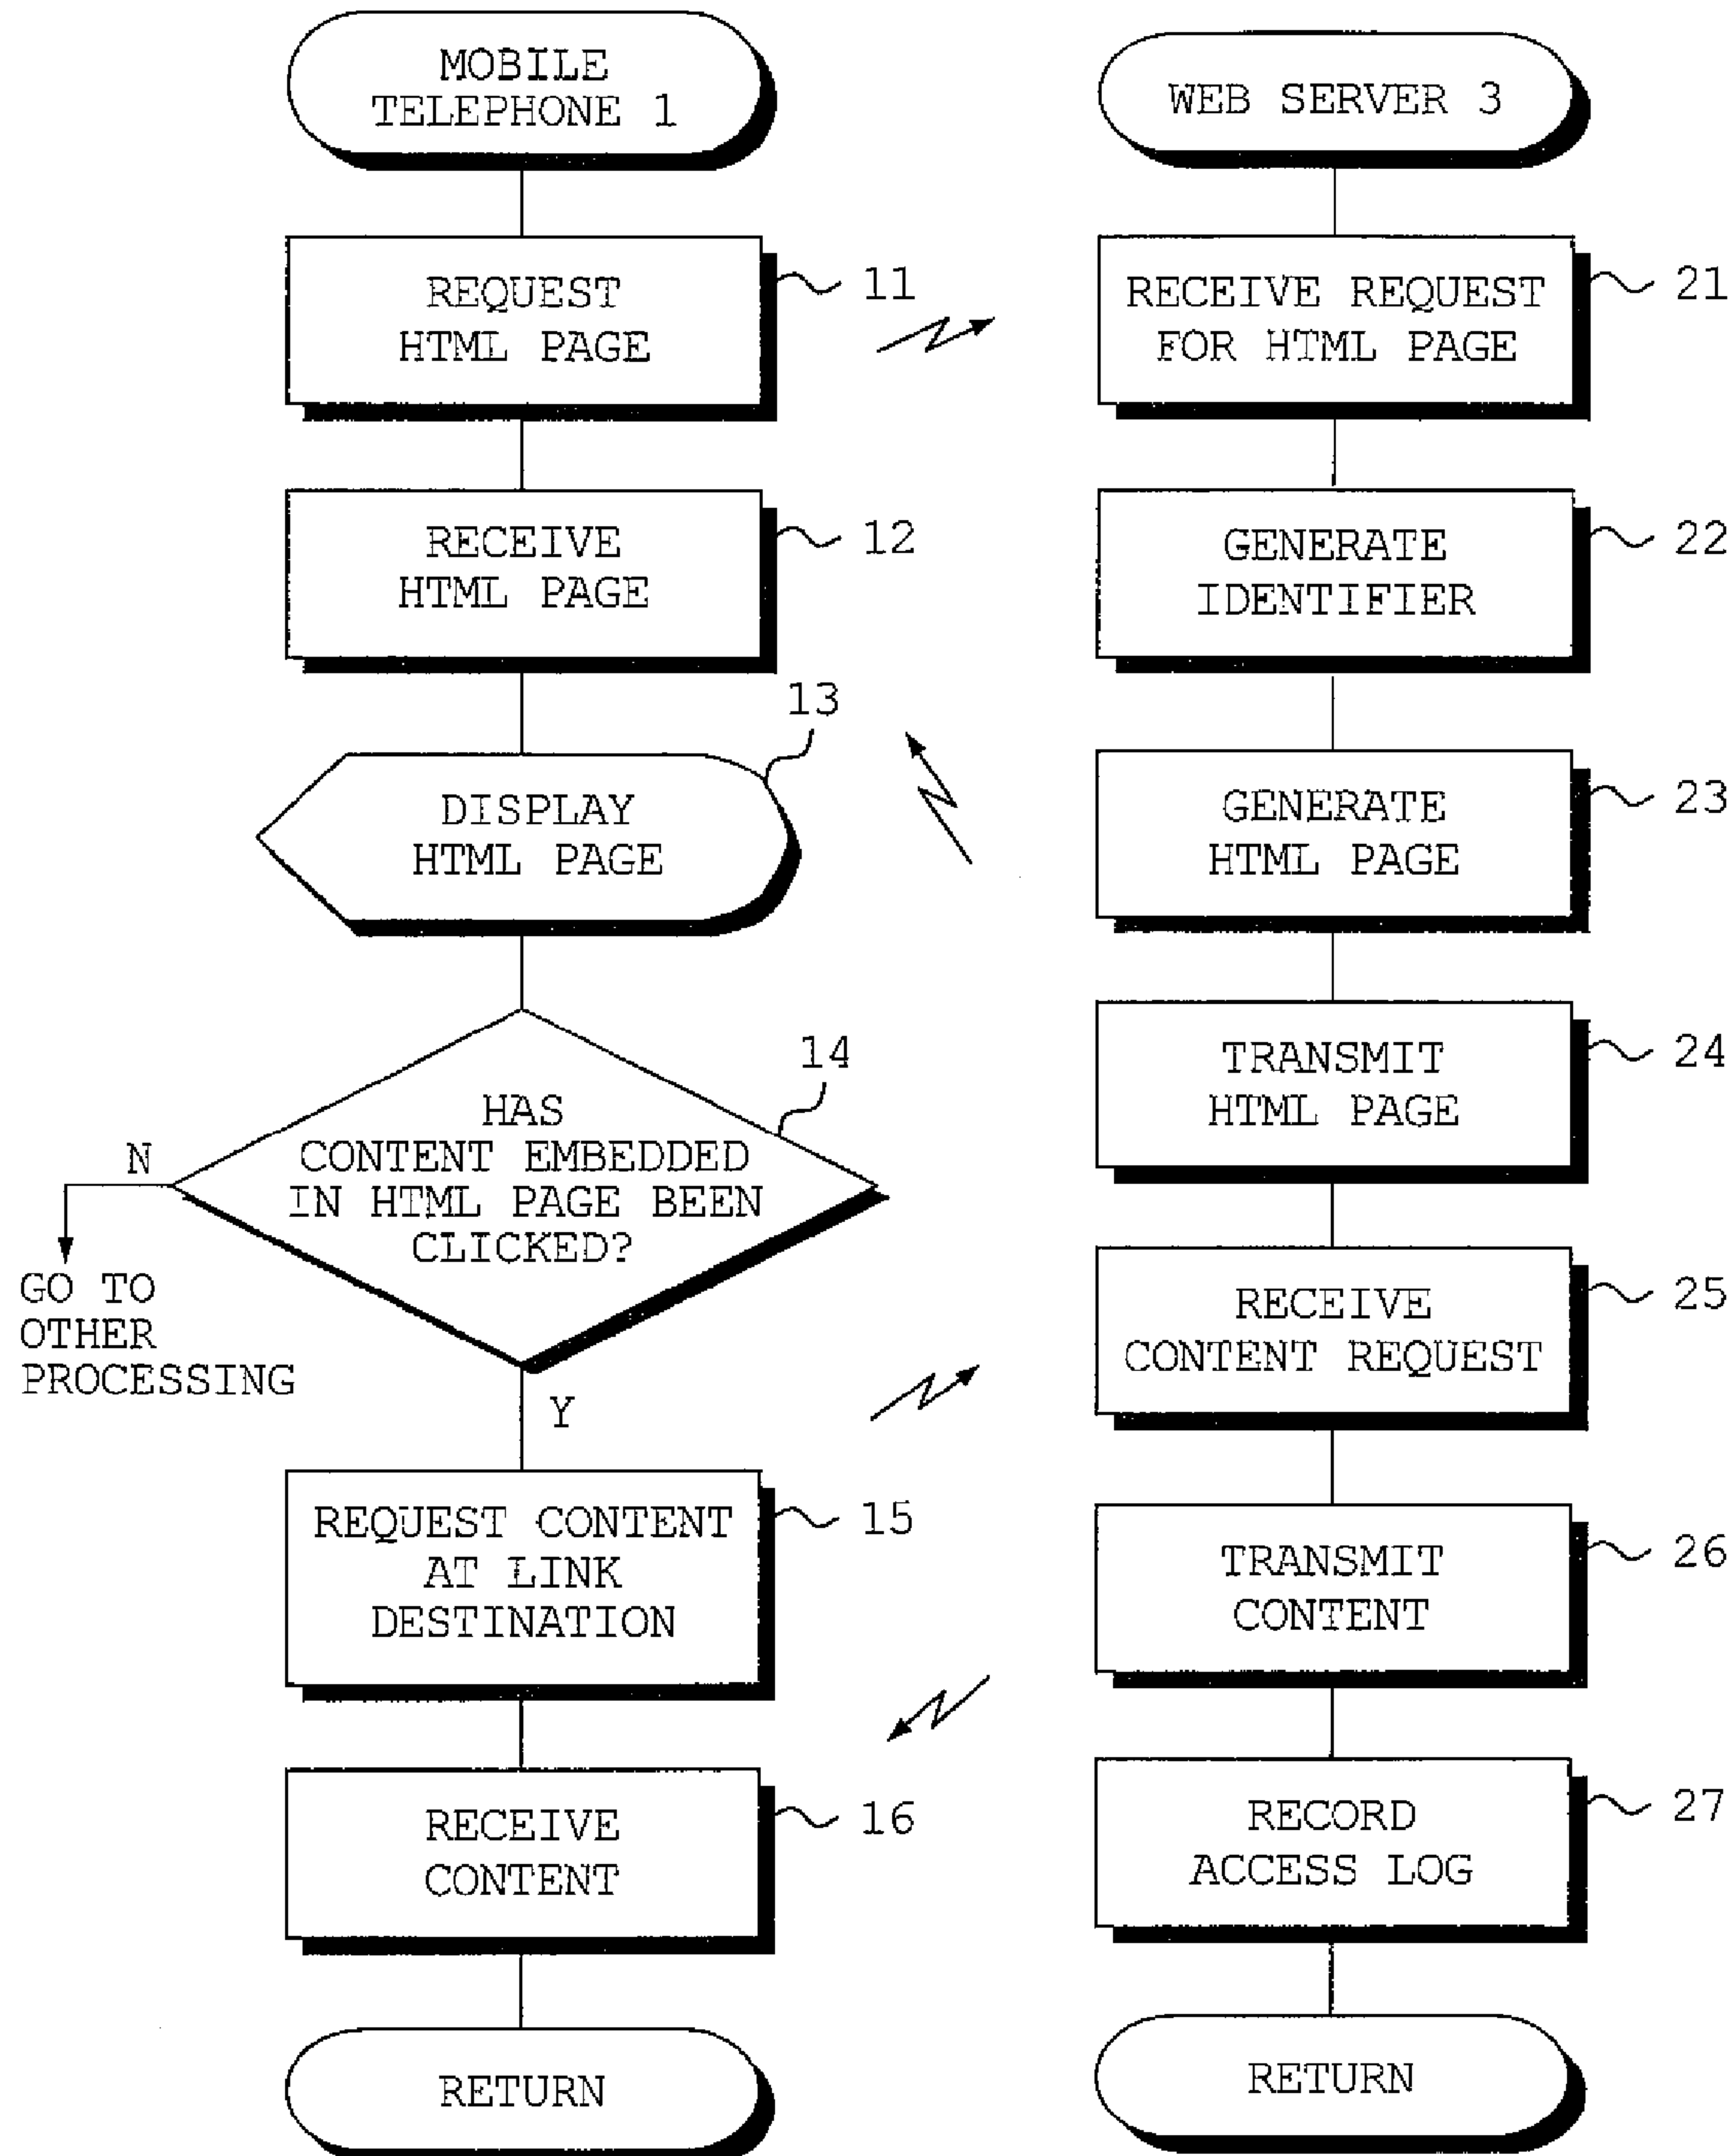 MOBILE
TELEPHONE 1
REQUEST
HTML PAGE
11
RECEIVE
HTML PAGE
12
13
DISPLAY
HTML PAGE
14
HAS
CONTENT EMBEDDED
IN HTML PAGE BEEN
CLICKED?
N
GO TO
OTHER
PROCESSING
Y
REQUEST CONTENT
AT LINK
DESTINATION
15
RECEIVE
CONTENT
16
RETURN
WEB SERVER 3
RECEIVE REQUEST
FOR HTML PAGE
21
GENERATE
IDENTIFIER
22
GENERATE
HTML PAGE
23
TRANSMIT
HTML PAGE
24
RECEIVE
CONTENT REQUEST
25
TRANSMIT
CONTENT
26
RECORD
ACCESS LOG
27
RETURN